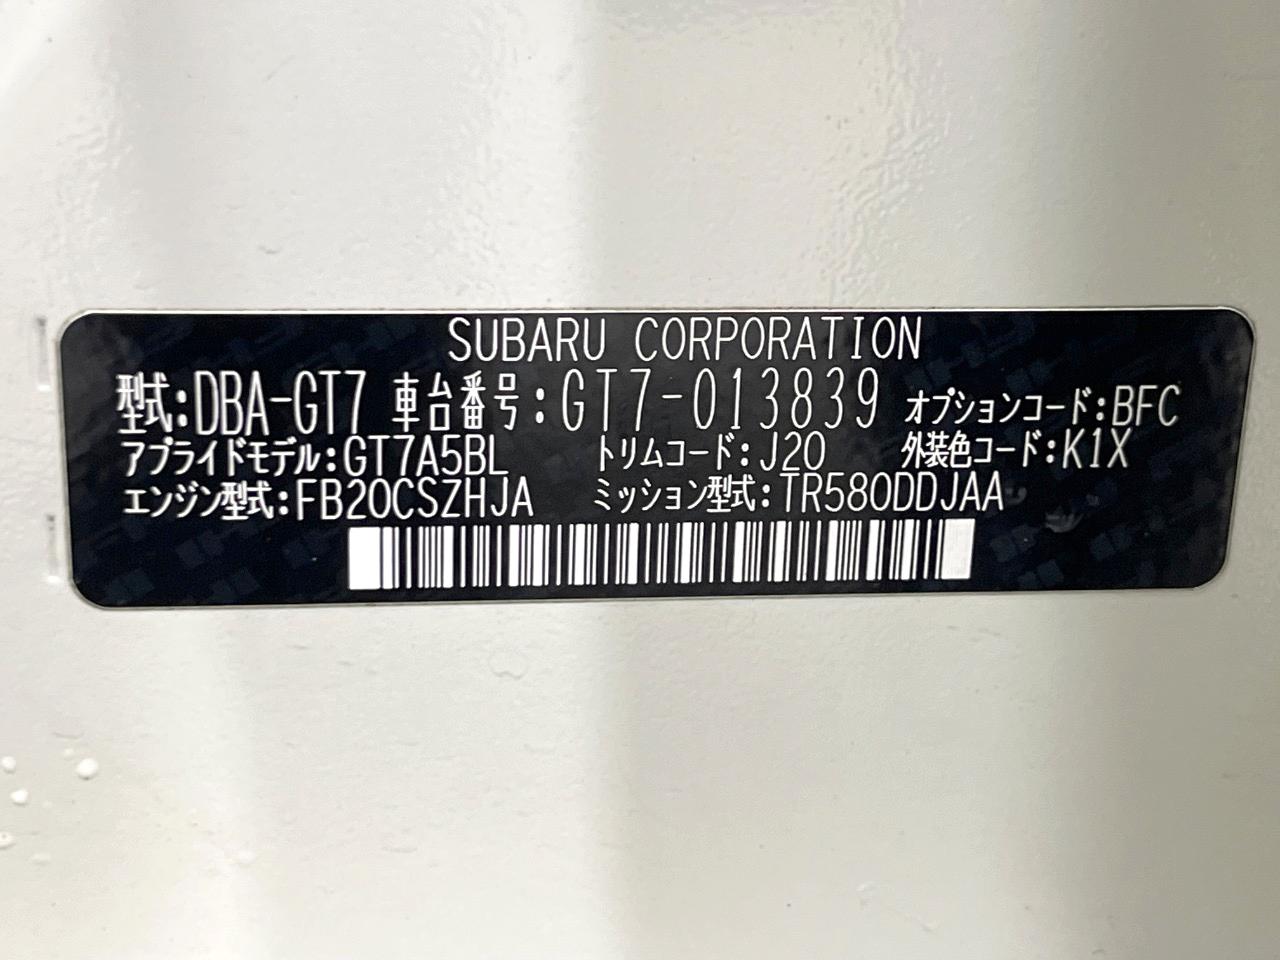 SUBARU CORPORATION
型式:DBA-GT7 車台番号:GT7-013839 オプションコード:BFC
アプライドモデル:GT7A5BL トリムコード:J20 外装色コード:K1X
エンジン型式:FB20CSZHJA ミッション型式:TR580DDJAA